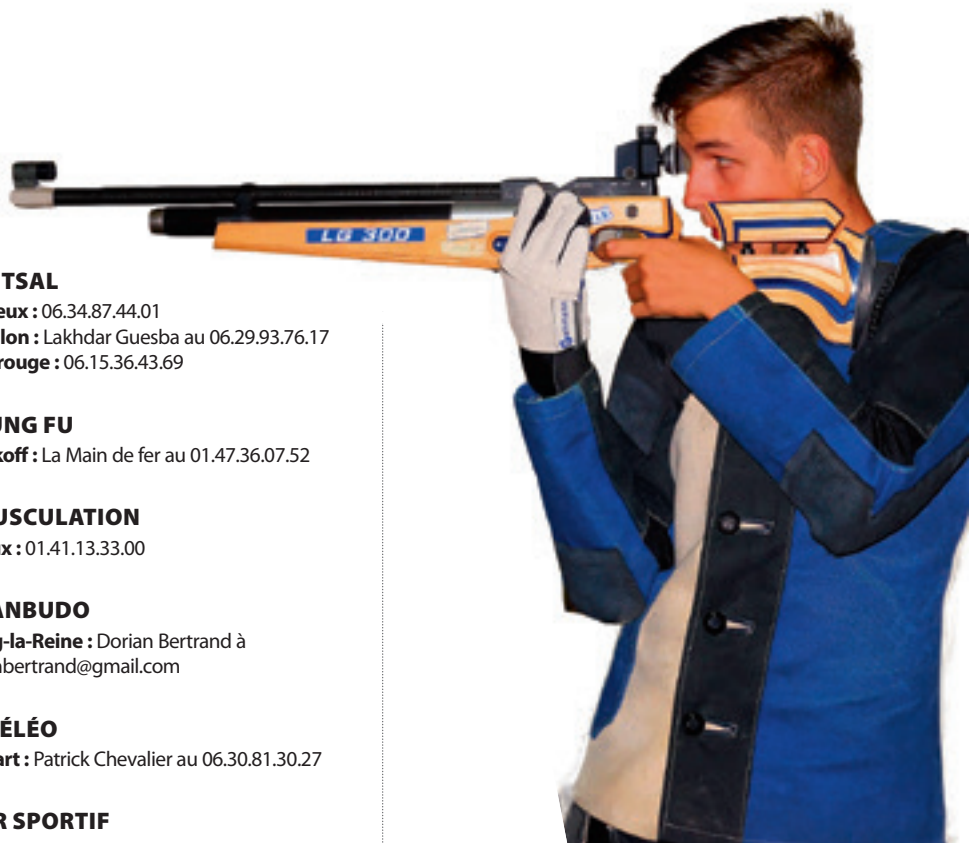 LG 300
TSAL
eux : 06.34.87.44.01
lon : Lakhdar Guesba au 06.29.93.76.17
rouge : 06.15.36.43.69
UNG FU
koff : La Main de fer au 01.47.36.07.52
USCULATION
x : 01.41.13.33.00
ANBUDO
g-la-Reine : Dorian Bertrand à
nbertrand@gmail.com
ÉLÉO
art : Patrick Chevalier au 06.30.81.30.27
R SPORTIF